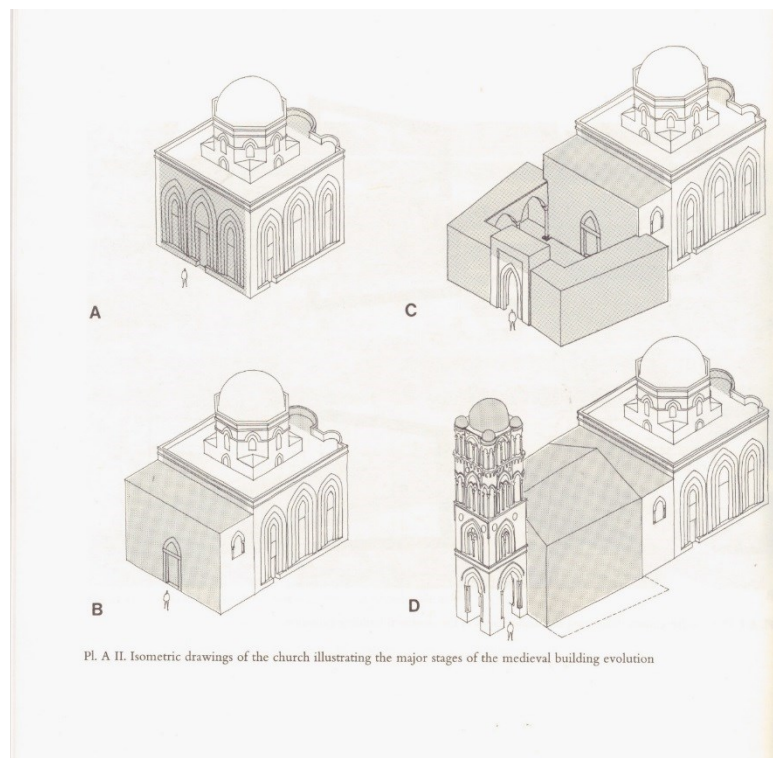 A
C
B
D
Pl. A II. Isometric drawings of the church illustrating the major stages of the medieval building evolution